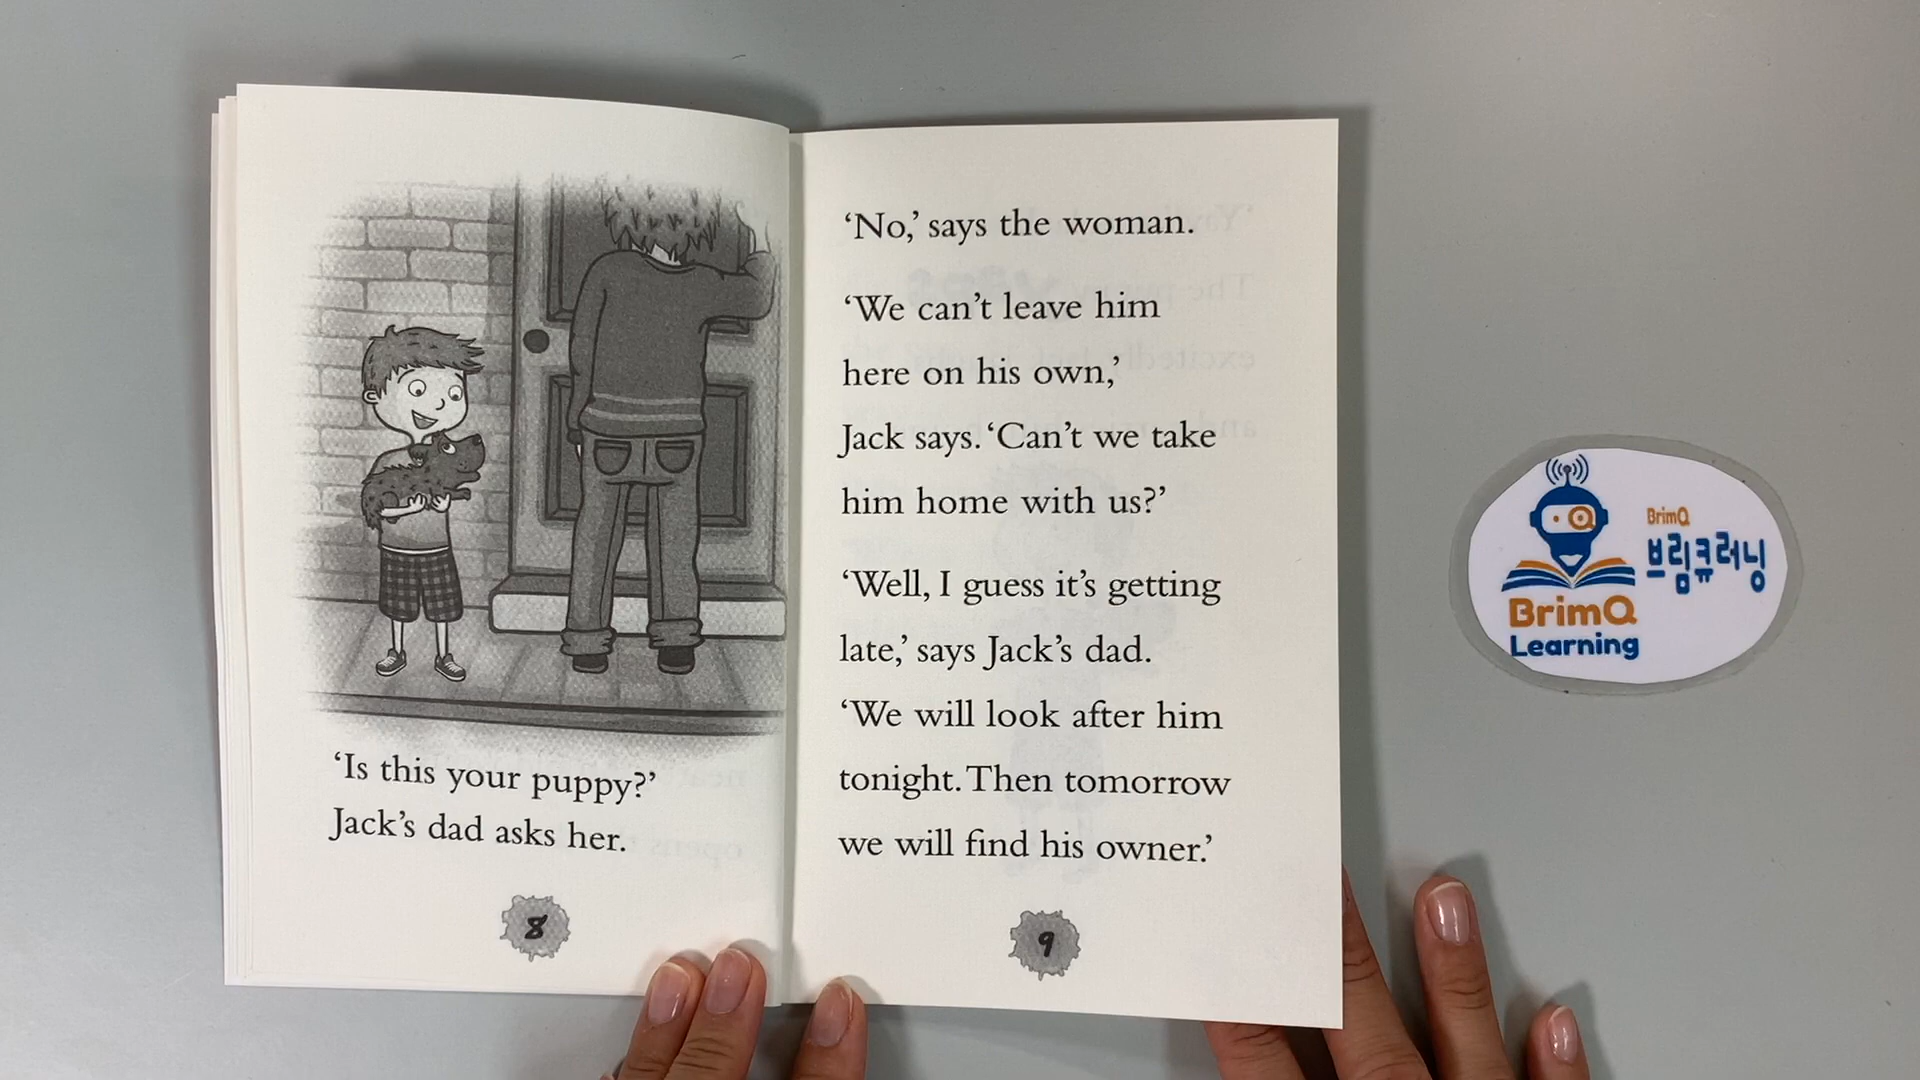 ‘Is this your puppy?’
Jack’s dad asks her.
8
‘No,’ says the woman.
‘We can’t leave him
here on his own,’
Jack says. ‘Can’t we take
him home with us?’
‘Well, I guess it’s getting
late,’ says Jack’s dad.
‘We will look after him
tonight. Then tomorrow
we will find his owner.’
9
BrimQ
Learning
BrimQ
브림큐러닝